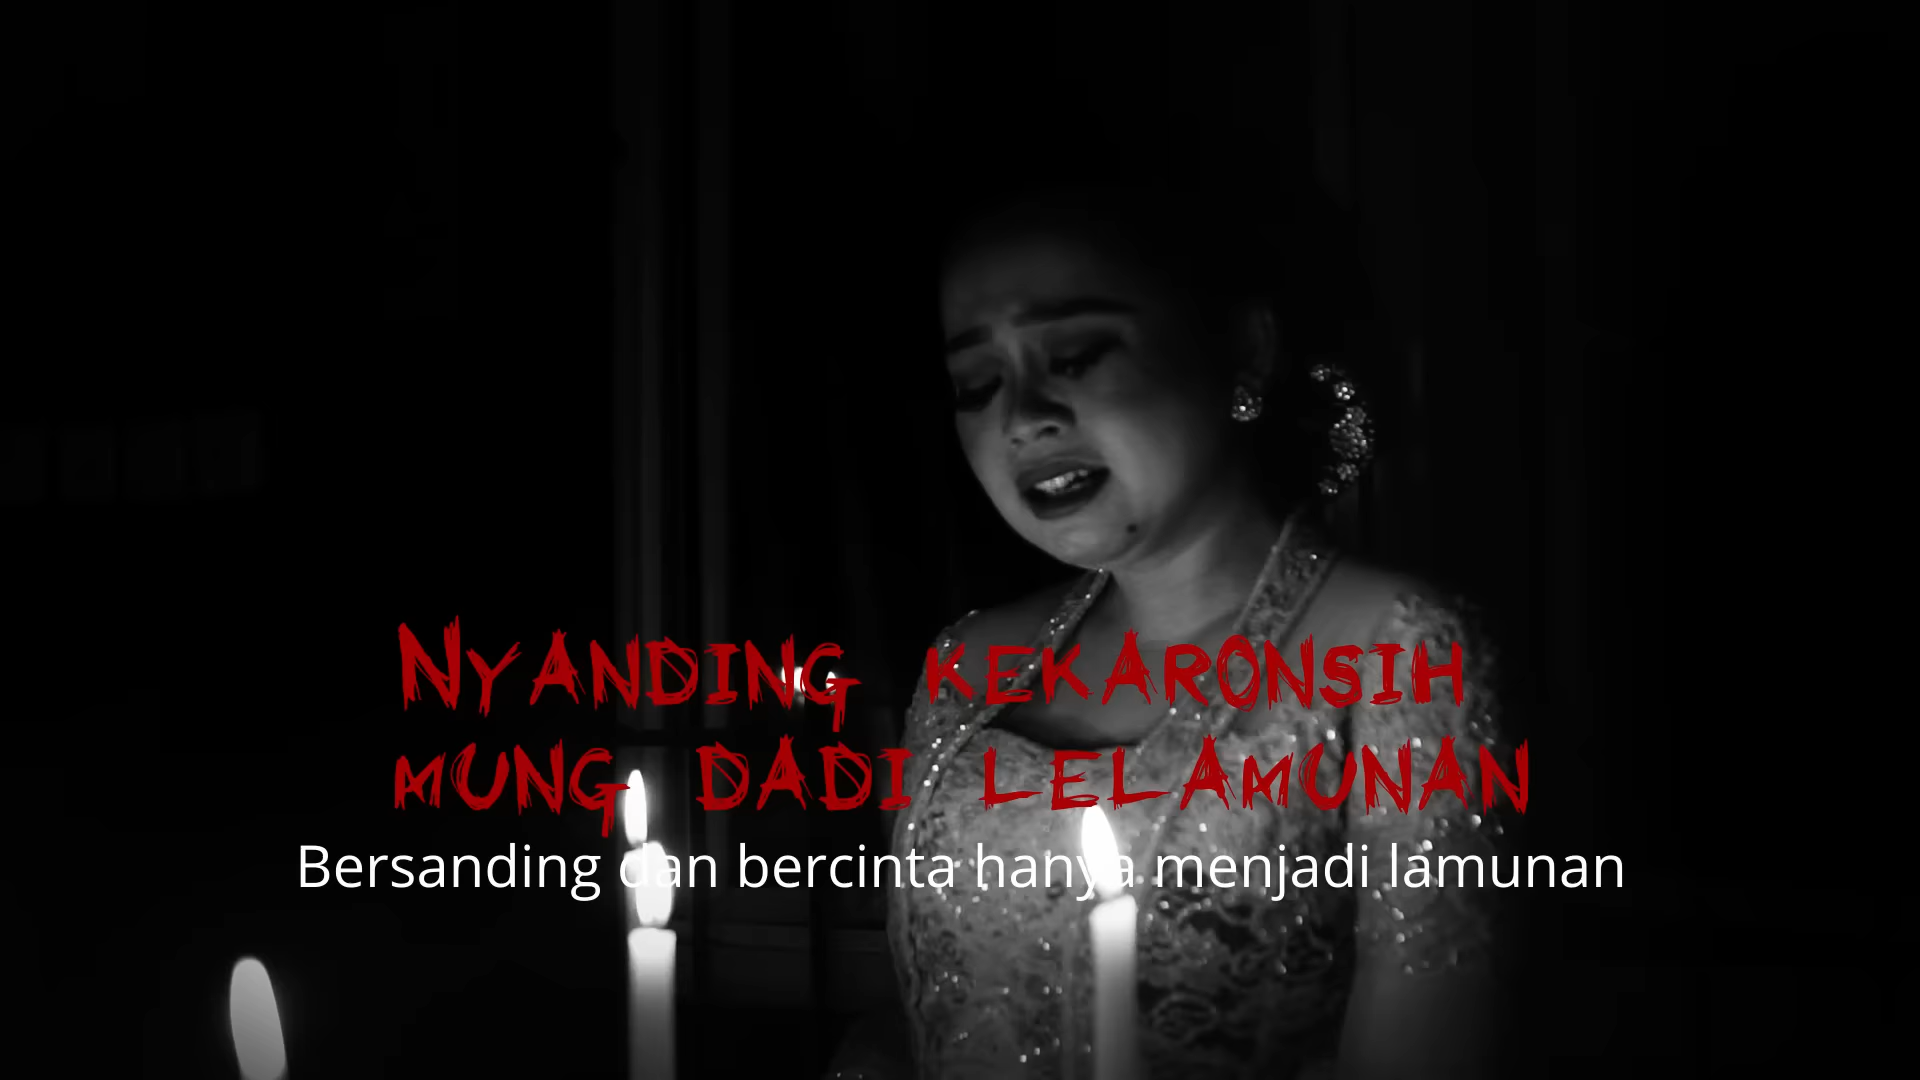 Nyanding kekaronsih
mung dadi lelamunan
Bersanding dan bercinta hanya menjadi lamunan